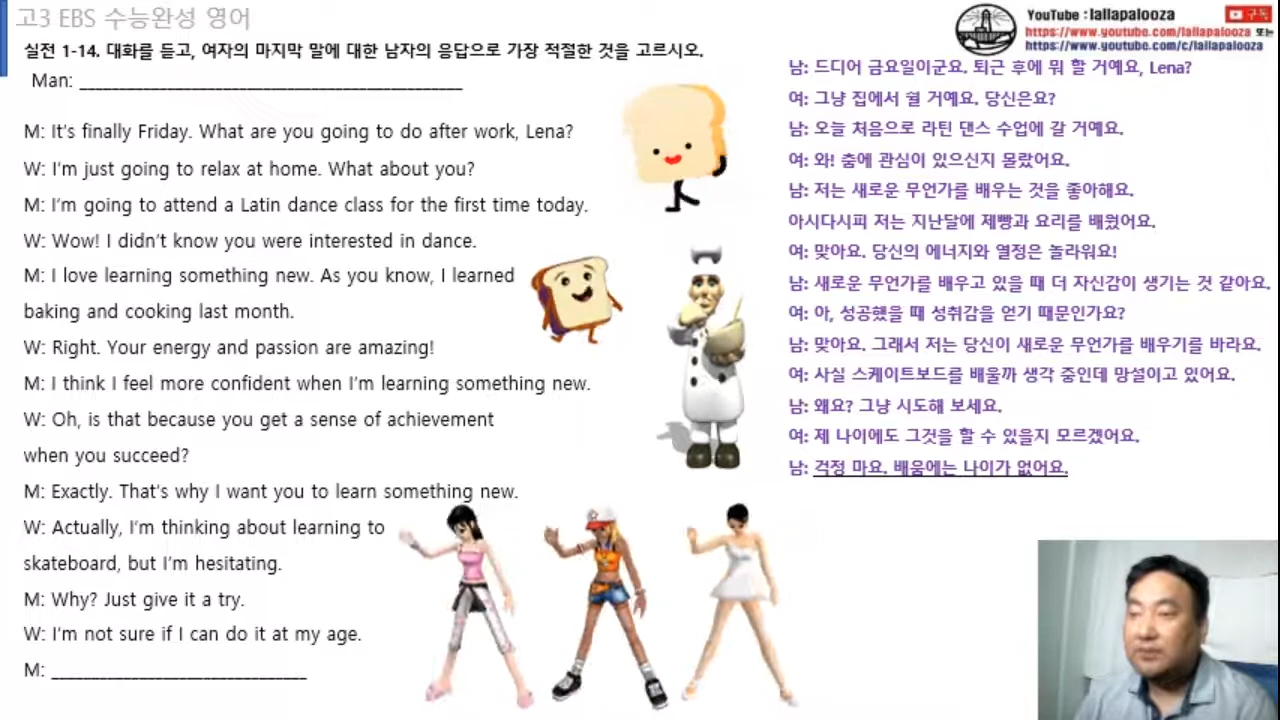 고3 EBS 수능완성 영어
YouTube : lallapalooza
구독
https://www.youtube.com/lallapalooza 또는
https://www.youtube.com/c/lallapalooza
실전 1-14. 대화를 듣고, 여자의 마지막 말에 대한 남자의 응답으로 가장 적절한 것을 고르시오.
Man: ____________________________________________
M: It's finally Friday. What are you going to do after work, Lena?
W: I'm just going to relax at home. What about you?
M: I'm going to attend a Latin dance class for the first time today.
W: Wow! I didn't know you were interested in dance.
M: I love learning something new. As you know, I learned
baking and cooking last month.
W: Right. Your energy and passion are amazing!
M: I think I feel more confident when I'm learning something new.
W: Oh, is that because you get a sense of achievement
when you succeed?
M: Exactly. That's why I want you to learn something new.
W: Actually, I'm thinking about learning to
skateboard, but I'm hesitating.
M: Why? Just give it a try.
W: I'm not sure if I can do it at my age.
M: _____________________________
남: 드디어 금요일이군요. 퇴근 후에 뭐 할 거예요, Lena?
여: 그냥 집에서 쉴 거예요. 당신은요?
남: 오늘 처음으로 라틴 댄스 수업에 갈 거예요.
여: 와! 춤에 관심이 있으신지 몰랐어요.
남: 저는 새로운 무언가를 배우는 것을 좋아해요.
아시다시피 저는 지난달에 제빵과 요리를 배웠어요.
여: 맞아요. 당신의 에너지와 열정은 놀라워요!
남: 새로운 무언가를 배우고 있을 때 더 자신감이 생기는 것 같아요.
여: 아, 성공했을 때 성취감을 얻기 때문인가요?
남: 맞아요. 그래서 저는 당신이 새로운 무언가를 배우기를 바라요.
여: 사실 스케이트보드를 배울까 생각 중인데 망설이고 있어요.
남: 왜요? 그냥 시도해 보세요.
여: 제 나이에도 그것을 할 수 있을지 모르겠어요.
남: 걱정 마요. 배움에는 나이가 없어요.